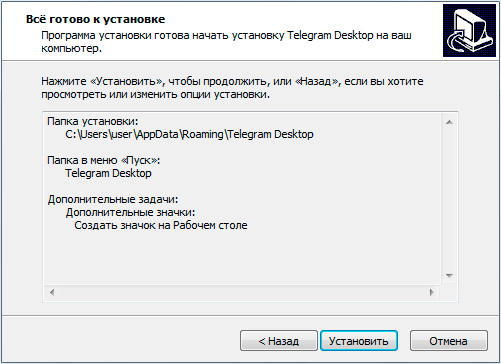 Всё готово к установке
Программа установки готова начать установку Telegram Desktop на ваш
компьютер.
Нажмите «Установить», чтобы продолжить, или «Назад», если вы хотите
просмотреть или изменить опции установки.
Папка установки:
C:\Users\user\AppData\Roaming\Telegram Desktop
Папка в меню «Пуск»:
Telegram Desktop
Дополнительные задачи:
Дополнительные значки:
Создать значок на Рабочем столе
< Назад
Установить
Отмена